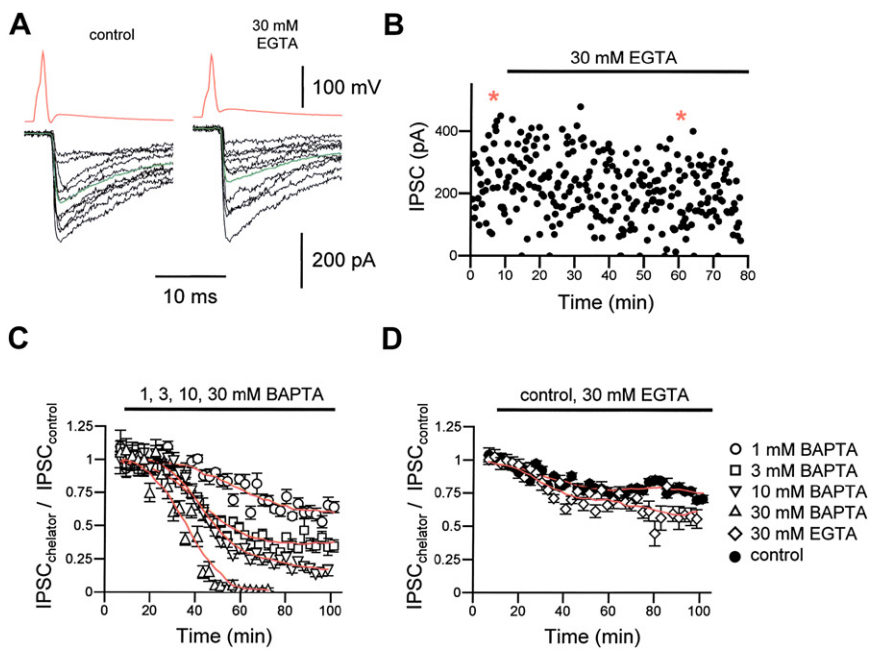 A
control
30 mM
EGTA
100 mV
200 pA
10 ms
B
30 mM EGTA
*
*
IPSC (pA)
400
200
0
0 10 20 30 40 50 60 70 80
Time (min)
C
1, 3, 10, 30 mM BAPTA
IPSCchelator / IPSCcontrol
1.25
1
0.75
0.5
0.25
0
0 20 40 60 80 100
Time (min)
D
control, 30 mM EGTA
IPSCchelator / IPSCcontrol
1.25
1
0.75
0.5
0.25
0
0 20 40 60 80 100
Time (min)
1 mM BAPTA
3 mM BAPTA
10 mM BAPTA
30 mM BAPTA
30 mM EGTA
control